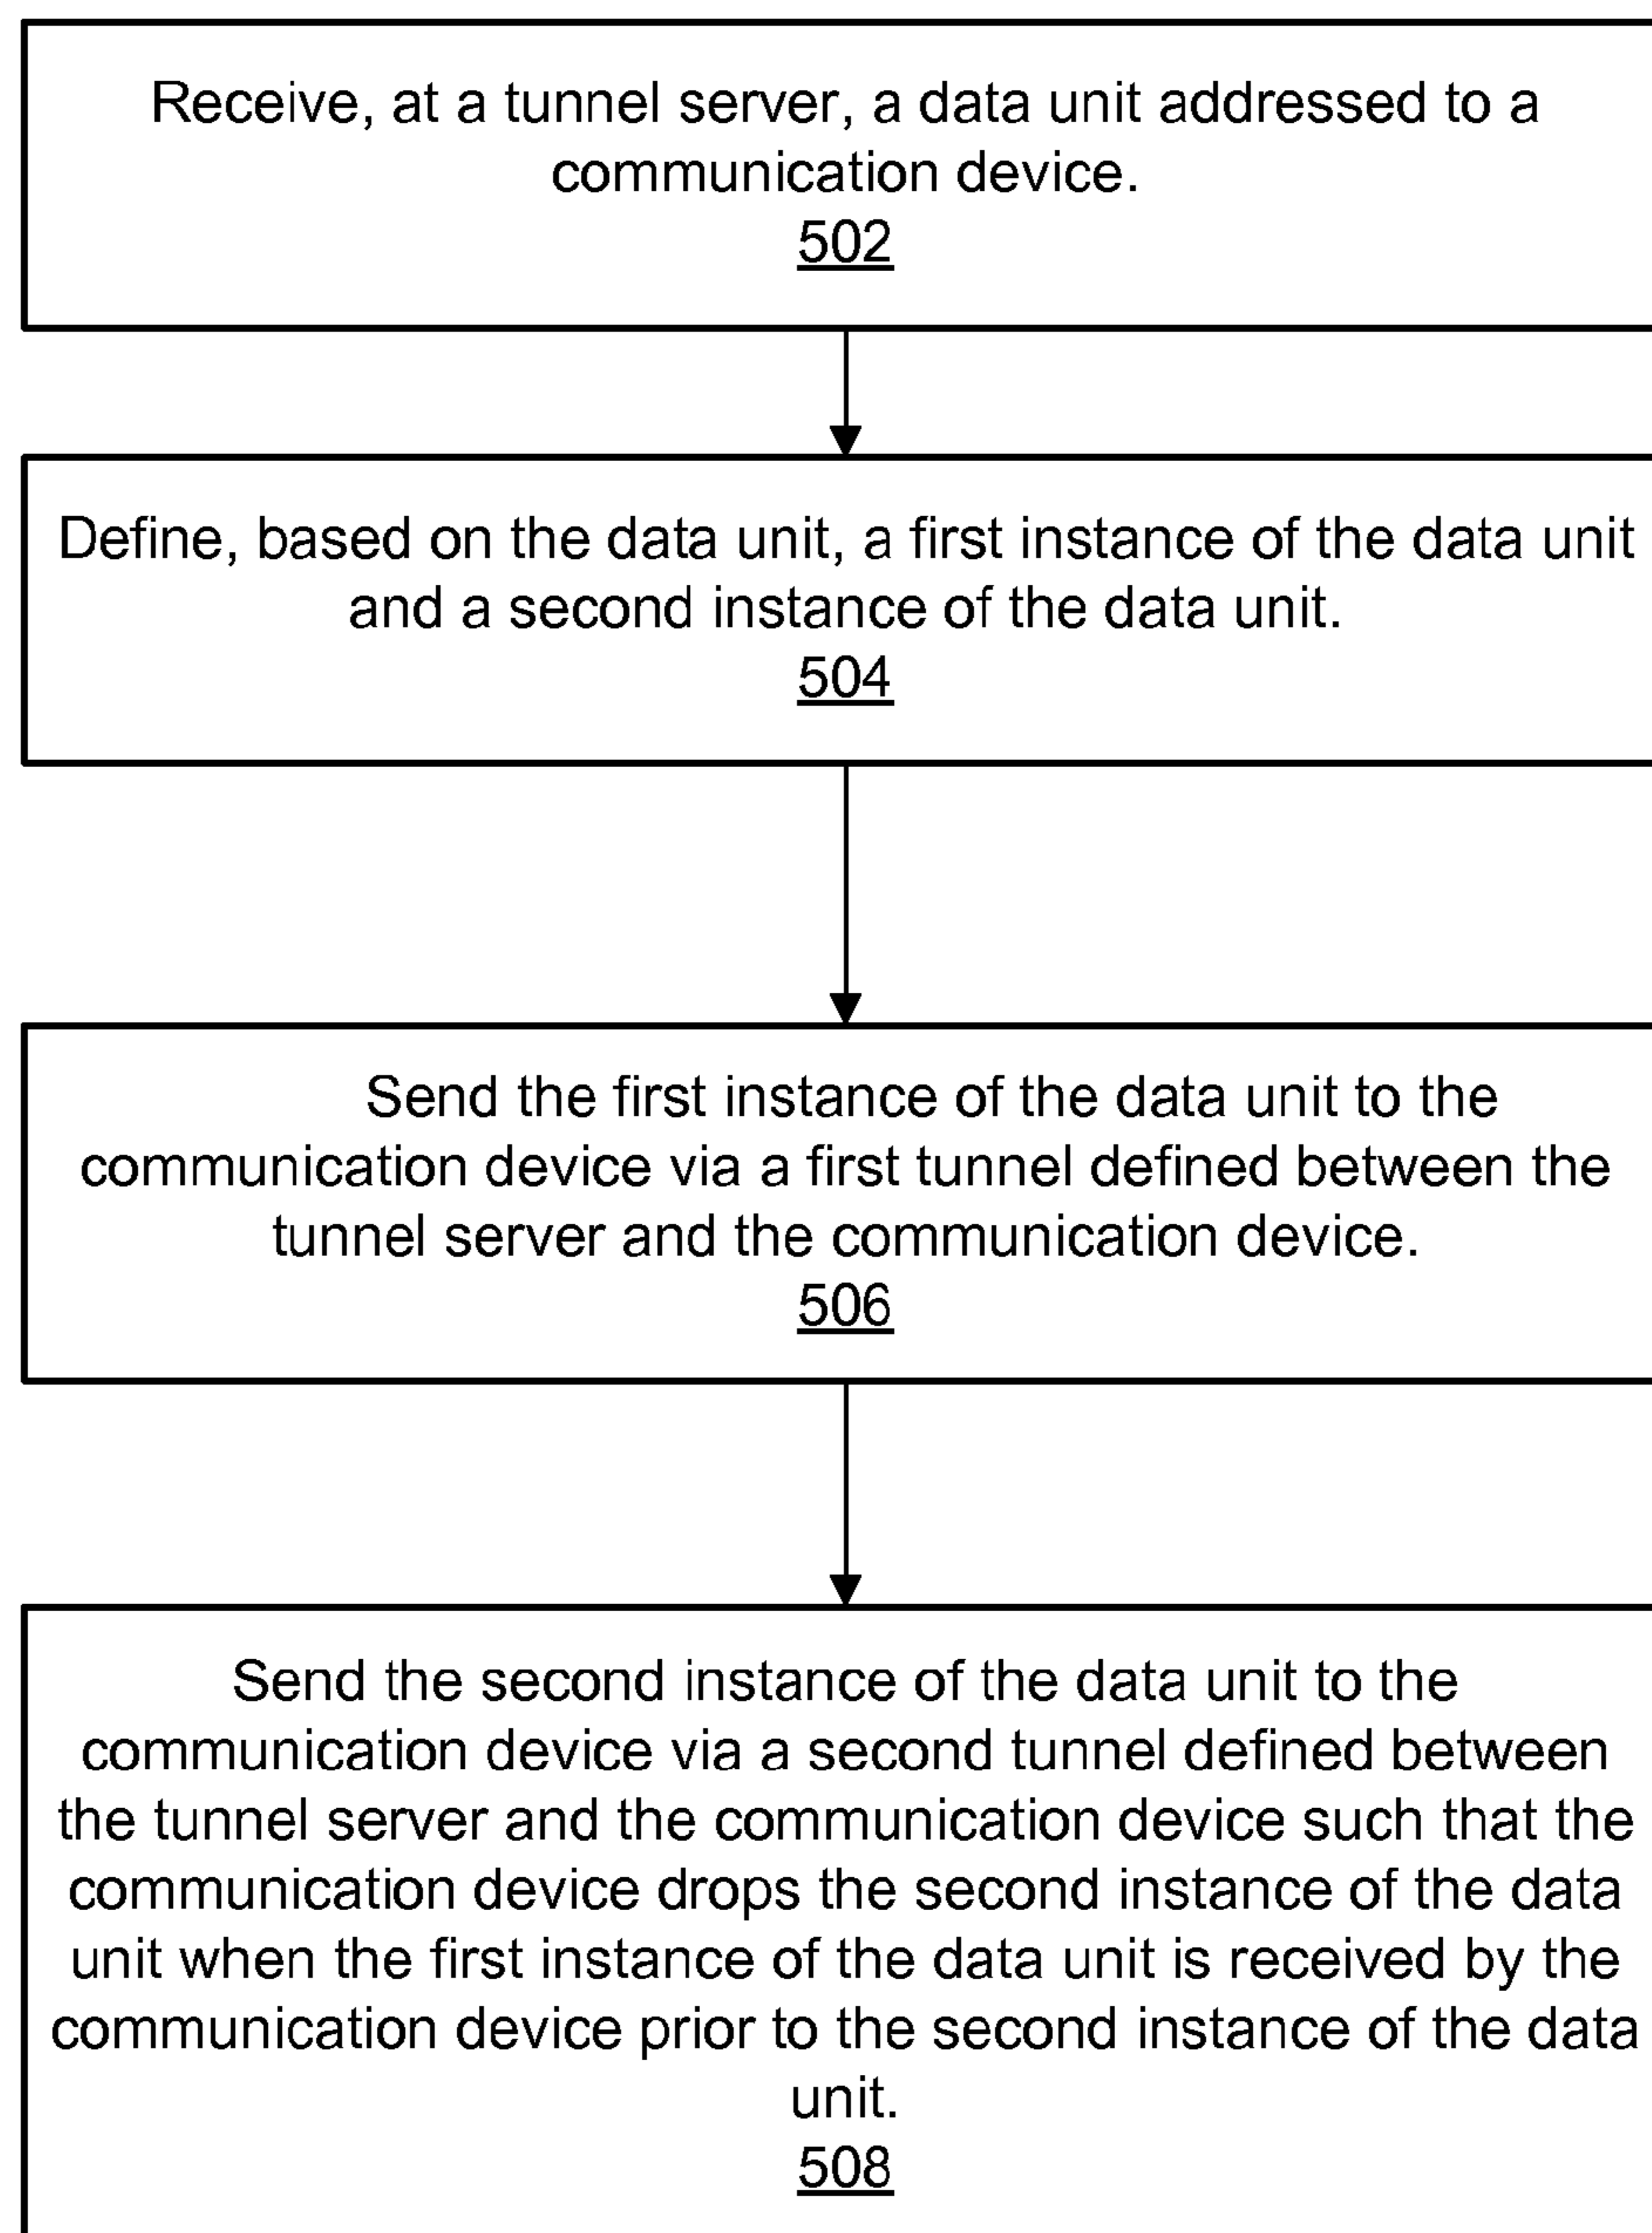 Receive, at a tunnel server, a data unit addressed to a
communication device.
502
Define, based on the data unit, a first instance of the data unit
and a second instance of the data unit.
504
Send the first instance of the data unit to the
communication device via a first tunnel defined between the
tunnel server and the communication device.
506
Send the second instance of the data unit to the
communication device via a second tunnel defined between
the tunnel server and the communication device such that the
communication device drops the second instance of the data
unit when the first instance of the data unit is received by the
communication device prior to the second instance of the data
unit.
508